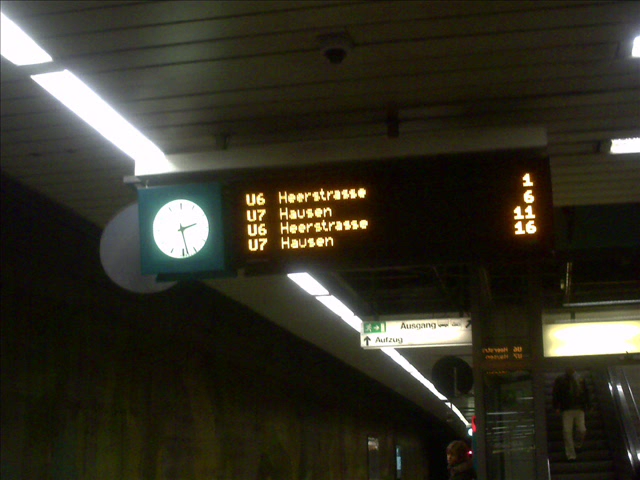 U6 Heerstrasse 1
U7 Hausen 6
U6 Heerstrasse 11
U7 Hausen 16
Ausgang
Aufzug